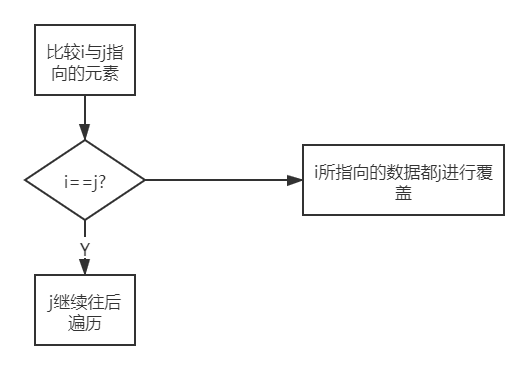 比较i与j指
向的元素
i==j?
i所指向的数据都j进行覆
盖
Y
j继续往后
遍历